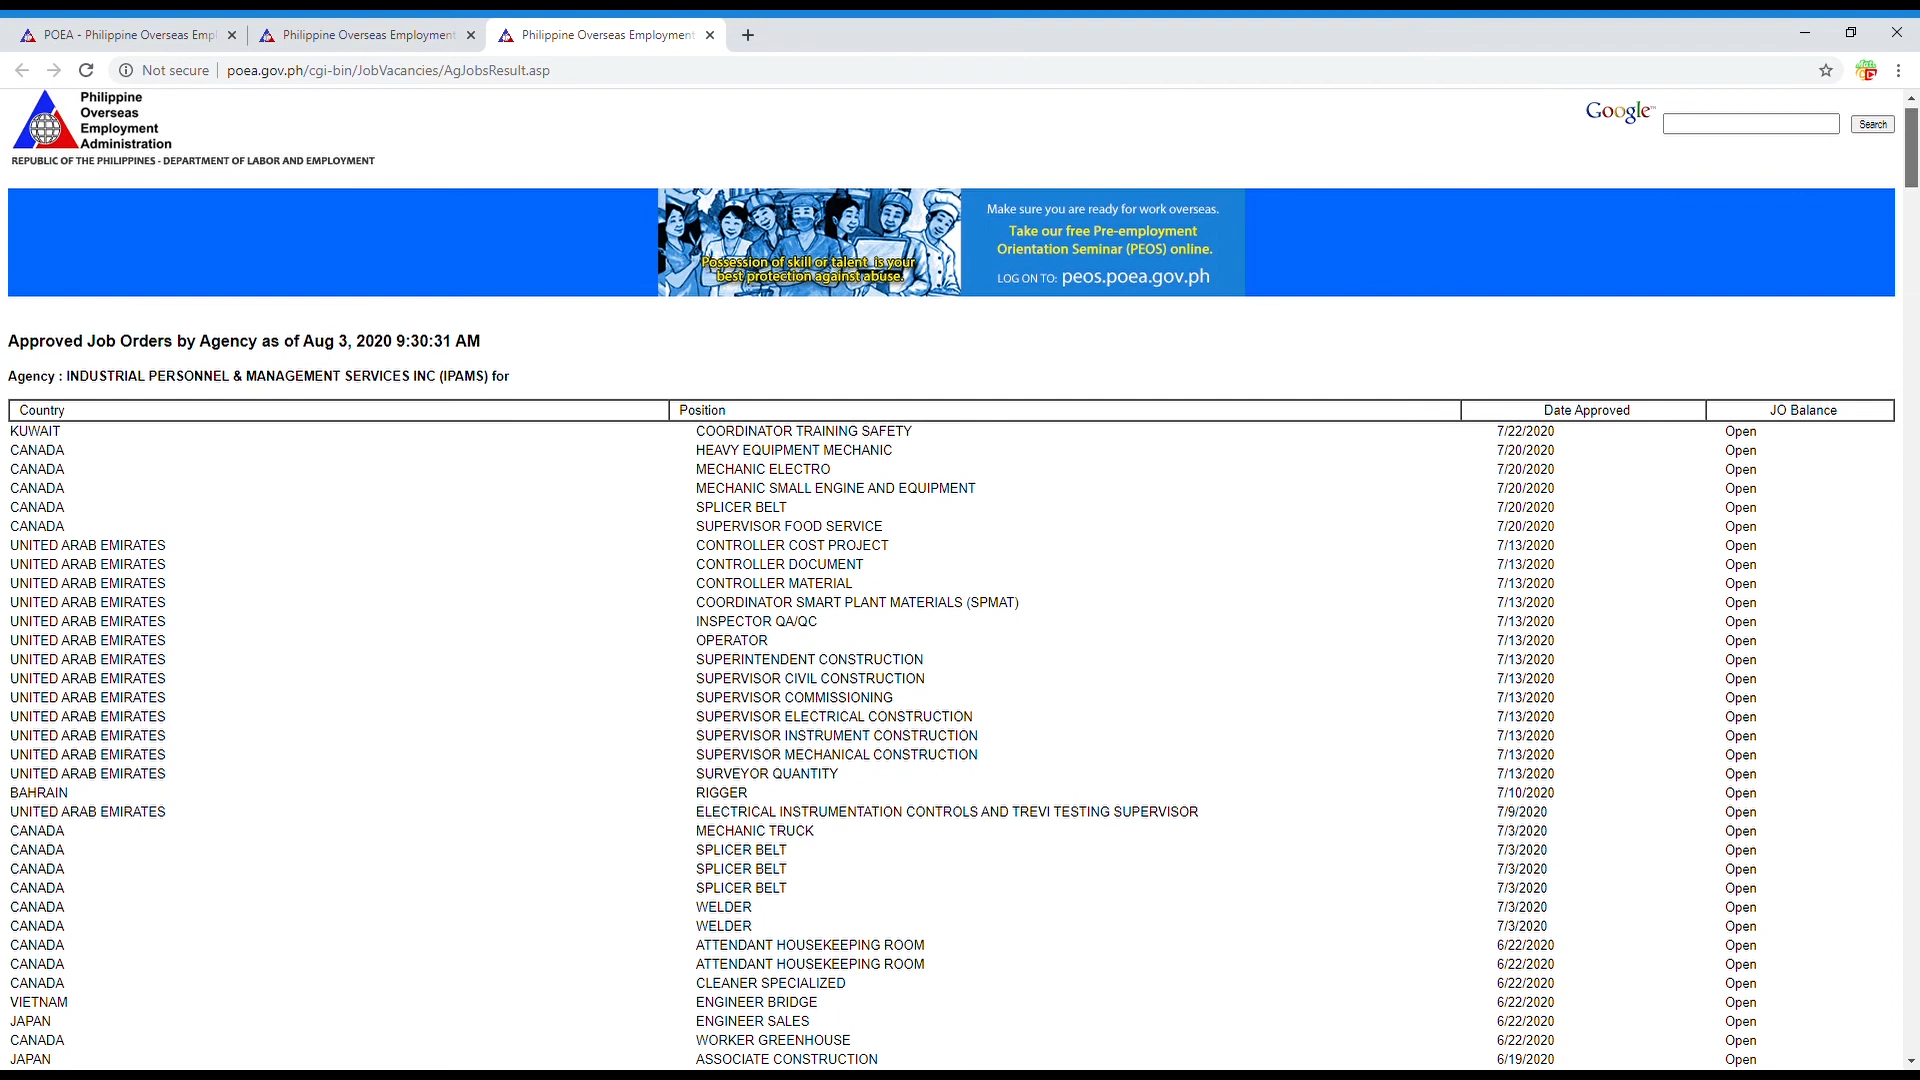 POEA - Philippine Overseas Empl
Philippine Overseas Employment
Philippine Overseas Employment
Not secure
poea.gov.ph/cgi-bin/JobVacancies/AgJobsResult.asp
Philippine
Overseas
Employment
Administration
REPUBLIC OF THE PHILIPPINES - DEPARTMENT OF LABOR AND EMPLOYMENT
Google™
Search
Possession of skill or talent is your
best protection against abuse.
Make sure you are ready for work overseas.
Take our free Pre-employment
Orientation Seminar (PEOS) online.
LOG ON TO: peos.poea.gov.ph
Approved Job Orders by Agency as of Aug 3, 2020 9:30:31 AM
Agency : INDUSTRIAL PERSONNEL & MANAGEMENT SERVICES INC (IPAMS) for
Country Position Date Approved JO Balance
KUWAIT COORDINATOR TRAINING SAFETY 7/22/2020 Open
CANADA HEAVY EQUIPMENT MECHANIC 7/20/2020 Open
CANADA MECHANIC ELECTRO 7/20/2020 Open
CANADA MECHANIC SMALL ENGINE AND EQUIPMENT 7/20/2020 Open
CANADA SPLICER BELT 7/20/2020 Open
CANADA SUPERVISOR FOOD SERVICE 7/20/2020 Open
UNITED ARAB EMIRATES CONTROLLER COST PROJECT 7/13/2020 Open
UNITED ARAB EMIRATES CONTROLLER DOCUMENT 7/13/2020 Open
UNITED ARAB EMIRATES CONTROLLER MATERIAL 7/13/2020 Open
UNITED ARAB EMIRATES COORDINATOR SMART PLANT MATERIALS (SPMAT) 7/13/2020 Open
UNITED ARAB EMIRATES INSPECTOR QA/QC 7/13/2020 Open
UNITED ARAB EMIRATES OPERATOR 7/13/2020 Open
UNITED ARAB EMIRATES SUPERINTENDENT CONSTRUCTION 7/13/2020 Open
UNITED ARAB EMIRATES SUPERVISOR CIVIL CONSTRUCTION 7/13/2020 Open
UNITED ARAB EMIRATES SUPERVISOR COMMISSIONING 7/13/2020 Open
UNITED ARAB EMIRATES SUPERVISOR ELECTRICAL CONSTRUCTION 7/13/2020 Open
UNITED ARAB EMIRATES SUPERVISOR INSTRUMENT CONSTRUCTION 7/13/2020 Open
UNITED ARAB EMIRATES SUPERVISOR MECHANICAL CONSTRUCTION 7/13/2020 Open
UNITED ARAB EMIRATES SURVEYOR QUANTITY 7/13/2020 Open
BAHRAIN RIGGER 7/10/2020 Open
UNITED ARAB EMIRATES ELECTRICAL INSTRUMENTATION CONTROLS AND TREVI TESTING SUPERVISOR 7/9/2020 Open
CANADA MECHANIC TRUCK 7/3/2020 Open
CANADA SPLICER BELT 7/3/2020 Open
CANADA SPLICER BELT 7/3/2020 Open
CANADA SPLICER BELT 7/3/2020 Open
CANADA WELDER 7/3/2020 Open
CANADA WELDER 7/3/2020 Open
CANADA ATTENDANT HOUSEKEEPING ROOM 6/22/2020 Open
CANADA ATTENDANT HOUSEKEEPING ROOM 6/22/2020 Open
CANADA CLEANER SPECIALIZED 6/22/2020 Open
VIETNAM ENGINEER BRIDGE 6/22/2020 Open
JAPAN ENGINEER SALES 6/22/2020 Open
CANADA WORKER GREENHOUSE 6/22/2020 Open
JAPAN ASSOCIATE CONSTRUCTION 6/19/2020 Open